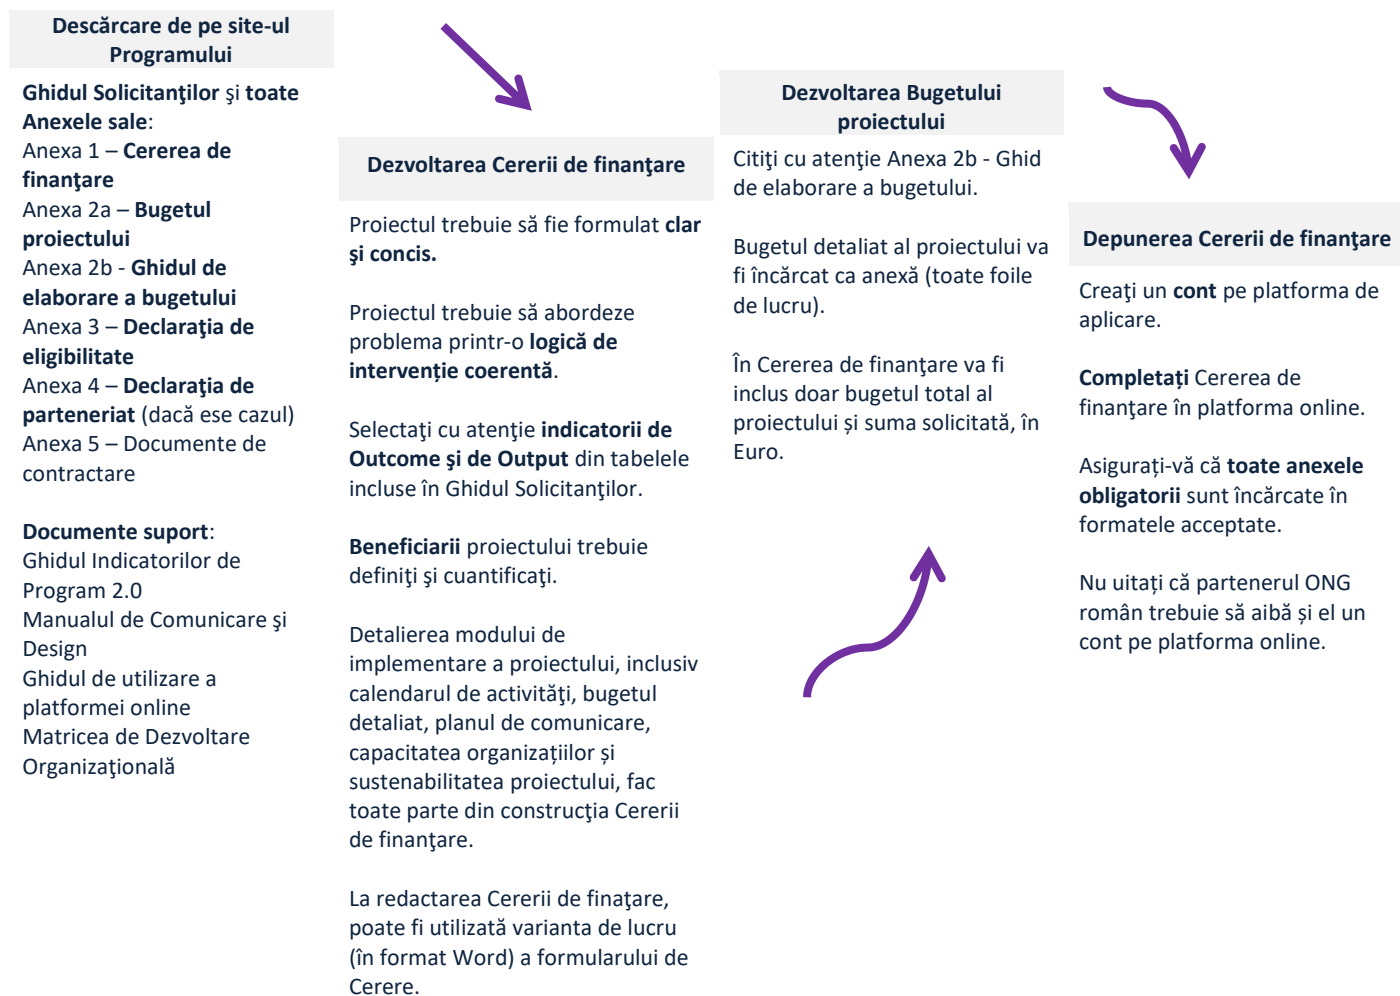 Descărcare de pe site-ul
Programului
Ghidul Solicitanţilor şi toate
Anexele sale:
Anexa 1 – Cererea de
finanţare
Anexa 2a – Bugetul
proiectului
Anexa 2b - Ghidul de
elaborare a bugetului
Anexa 3 – Declaraţia de
eligibilitate
Anexa 4 – Declaraţia de
parteneriat (dacă ese cazul)
Anexa 5 – Documente de
contractare
Documente suport:
Ghidul Indicatorilor de
Program 2.0
Manualul de Comunicare şi
Design
Ghidul de utilizare a
platformei online
Matricea de Dezvoltare
Organizaţională
Dezvoltarea Cererii de finanţare
Proiectul trebuie să fie formulat clar
şi concis.
Proiectul trebuie să abordeze
problema printr-o logică de
intervenție coerentă.
Selectaţi cu atenţie indicatorii de
Outcome şi de Output din tabelele
incluse în Ghidul Solicitanţilor.
Beneficiarii proiectului trebuie
definiţi şi cuantificaţi.
Detalierea modului de
implementare a proiectului, inclusiv
calendarul de activităţi, bugetul
detaliat, planul de comunicare,
capacitatea organizațiilor și
sustenabilitatea proiectului, fac
toate parte din construcţia Cererii
de finanţare.
La redactarea Cererii de finaţare,
poate fi utilizată varianta de lucru
(în format Word) a formularului de
Cerere.
Dezvoltarea Bugetului
proiectului
Citiţi cu atenţie Anexa 2b - Ghid
de elaborare a bugetului.
Bugetul detaliat al proiectului va
fi încărcat ca anexă (toate foile
de lucru).
În Cererea de finanțare va fi
inclus doar bugetul total al
proiectului și suma solicitată, în
Euro.
Depunerea Cererii de finanţare
Creaţi un cont pe platforma de
aplicare.
Completați Cererea de
finanțare în platforma online.
Asigurați-vă că toate anexele
obligatorii sunt încărcate în
formatele acceptate.
Nu uitați că partenerul ONG
român trebuie să aibă și el un
cont pe platforma online.